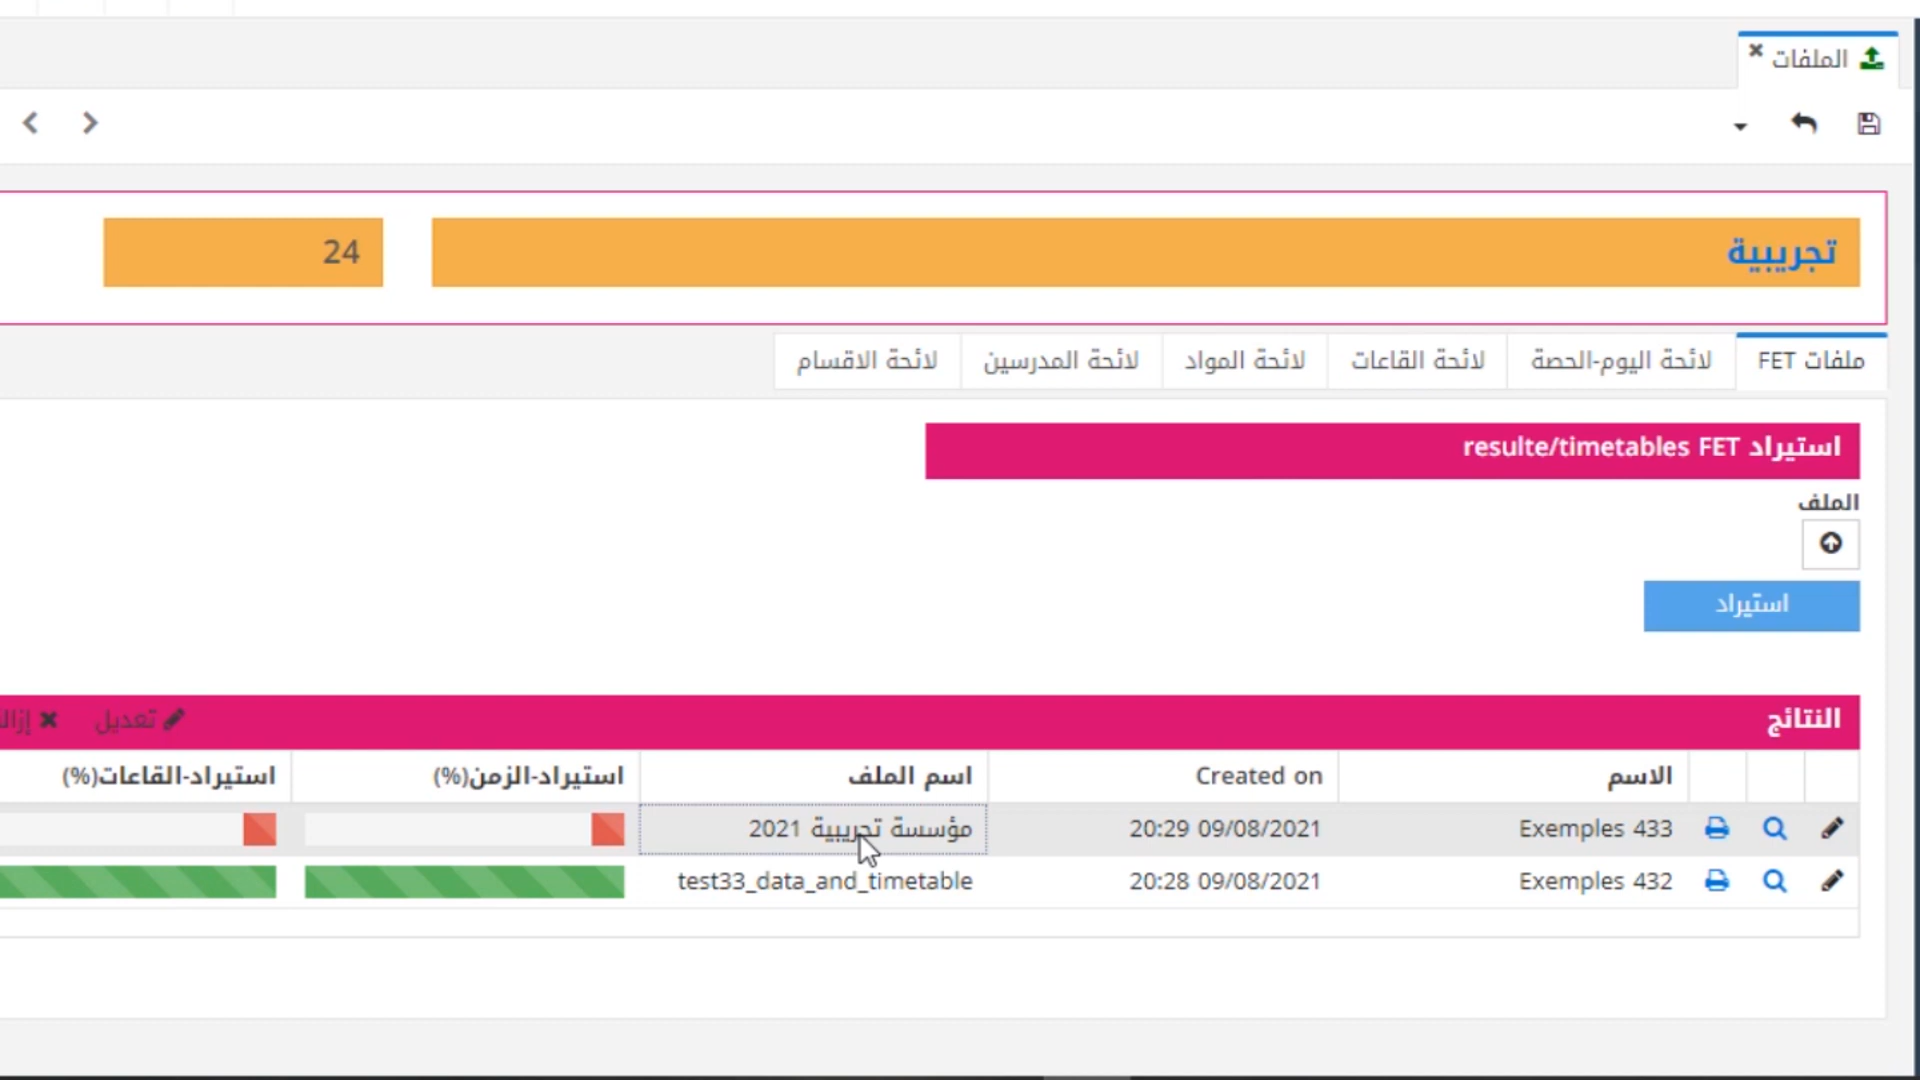 الملفات
تجريبية 24
ملفات FET لائحة اليوم-الحصة لائحة القاعات لائحة المواد لائحة المدرسين لائحة الاقسام
استيراد resulte/timetables FET
الملف
استيراد
النتائج تعديل
الاسم Created on اسم الملف استيراد-الزمن(%) استيراد-القاعات(%)
Exemples 433 09/08/2021 20:29 مؤسسة تجريبية 2021
Exemples 432 09/08/2021 20:28 test33_data_and_timetable